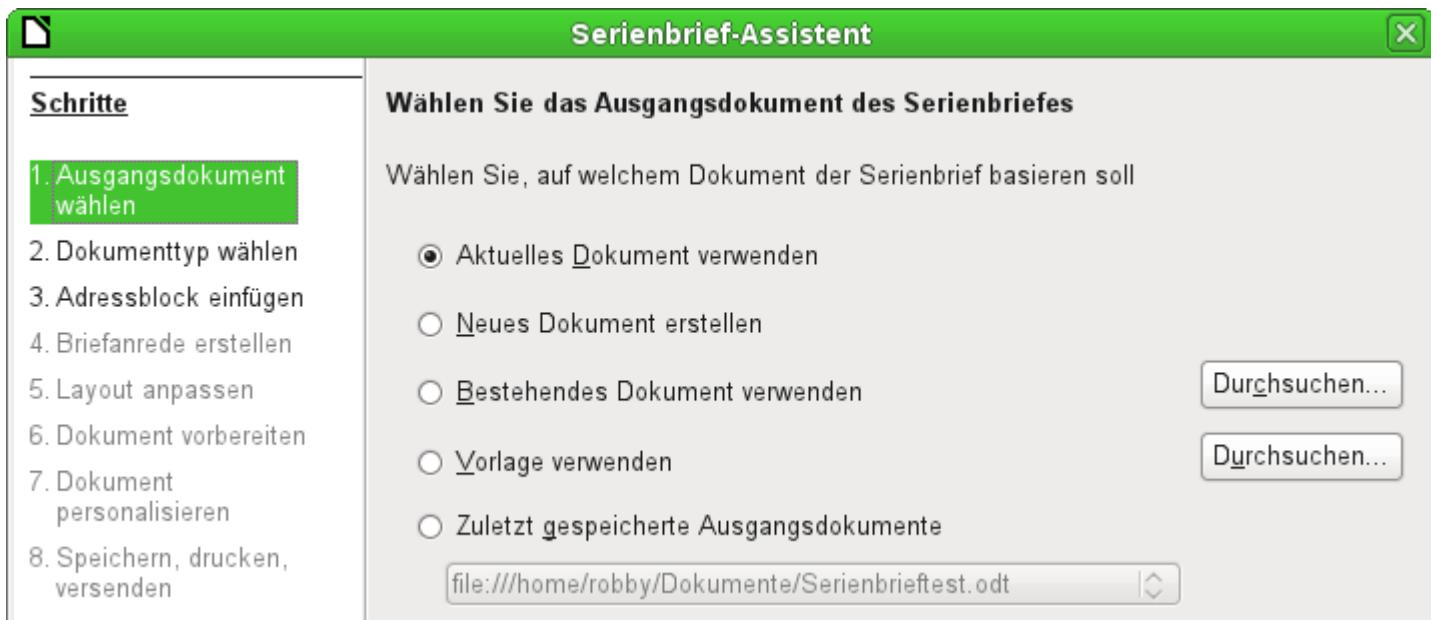 Serienbrief-Assistent
Schritte
1. Ausgangsdokument
wählen
2. Dokumenttyp wählen
3. Adressblock einfügen
4. Briefanrede erstellen
5. Layout anpassen
6. Dokument vorbereiten
7. Dokument
personalisieren
8. Speichern, drucken,
versenden
Wählen Sie das Ausgangsdokument des Serienbriefes
Wählen Sie, auf welchem Dokument der Serienbrief basieren soll
Aktuelles Dokument verwenden
Neues Dokument erstellen
Bestehendes Dokument verwenden
Durchsuchen...
Vorlage verwenden
Durchsuchen...
Zuletzt gespeicherte Ausgangsdokumente
file:///home/robby/Dokumente/Serienbrieftest.odt